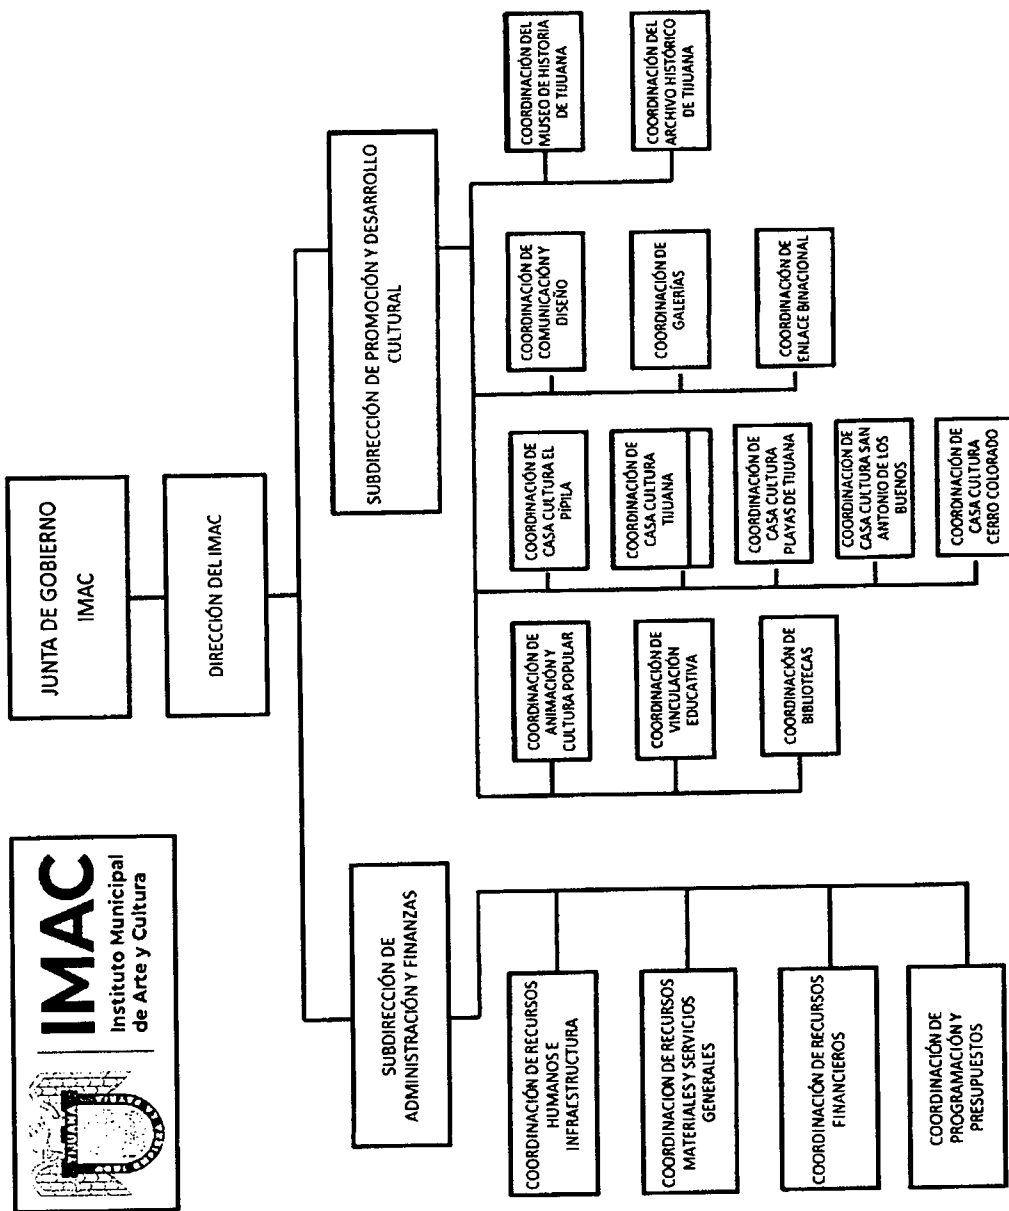 TIJUANA
IMAC
Instituto Municipal
de Arte y Cultura
JUNTA DE GOBIERNO
IMAC
DIRECCIÓN DEL IMAC
SUBDIRECCIÓN DE
ADMINISTRACIÓN Y FINANZAS
SUBDIRECCIÓN DE PROMOCIÓN Y DESARROLLO
CULTURAL
COORDINACIÓN DE RECURSOS
HUMANOS E
INFRAESTRUCTURA
COORDINACION DE RECURSOS
MATERIALES Y SERVICIOS
GENERALES
COORDINACIÓN DE RECURSOS
FINANCIEROS
COORDINACIÓN DE
PROGRAMACIÓN Y
PRESUPUESTOS
COORDINACIÓN DE
ANIMACIÓN Y
CULTURA POPULAR
COORDINACIÓN DE
VINCULACIÓN
EDUCATIVA
COORDINACIÓN DE
BIBLIOTECAS
COORDINACIÓN DE
CASA CULTURA EL
PÍPILA
COORDINACIÓN DE
CASA CULTURA
TIJUANA
COORDINACIÓN DE
CASA CULTURA
PLAYAS DE TIJUANA
COORDINACION DE
CASA CULTURA SAN
ANTONIO DE LOS
BUENOS
COORDINACIÓN DE
CASA CULTURA
CERRO COLORADO
COORDINACIÓN DE
COMUNICACIÓN Y
DISEÑO
COORDINACIÓN DE
GALERÍAS
COORDINACIÓN DE
ENLACE BINACIONAL
COORDINACIÓN DEL
MUSEO DE HISTORIA
DE TIJUANA
COORDINACIÓN DEL
ARCHIVO HISTÓRICO
DE TIJUANA